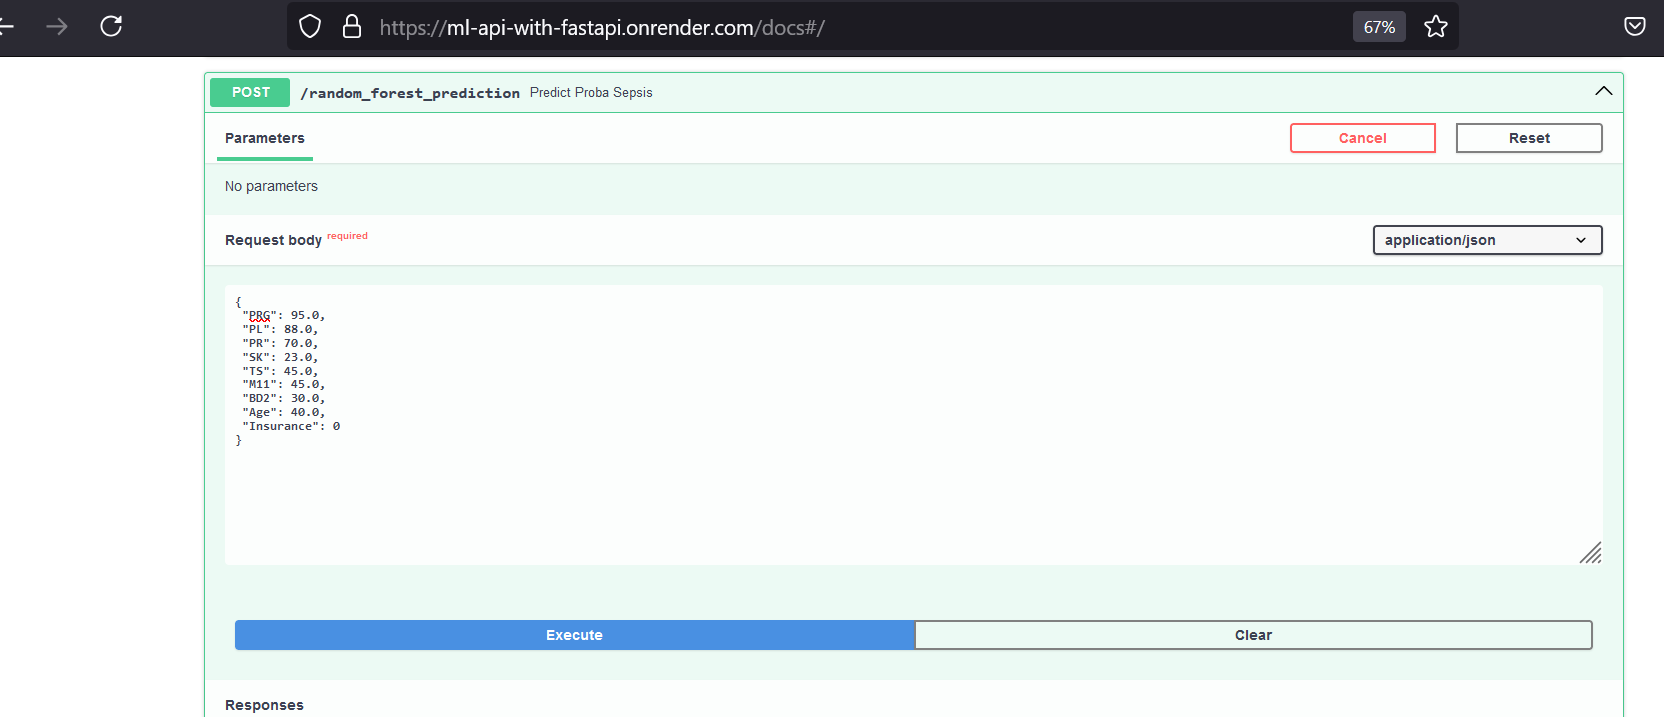 https://ml-api-with-fastapi.onrender.com/docs#/ 67%
POST /random_forest_prediction Predict Proba Sepsis
Parameters Cancel Reset
No parameters
Request body required application/json
{
"PRG": 95.0,
"PL": 88.0,
"PR": 70.0,
"SK": 23.0,
"TS": 45.0,
"M11": 45.0,
"BD2": 30.0,
"Age": 40.0,
"Insurance": 0
}
Execute Clear
Responses